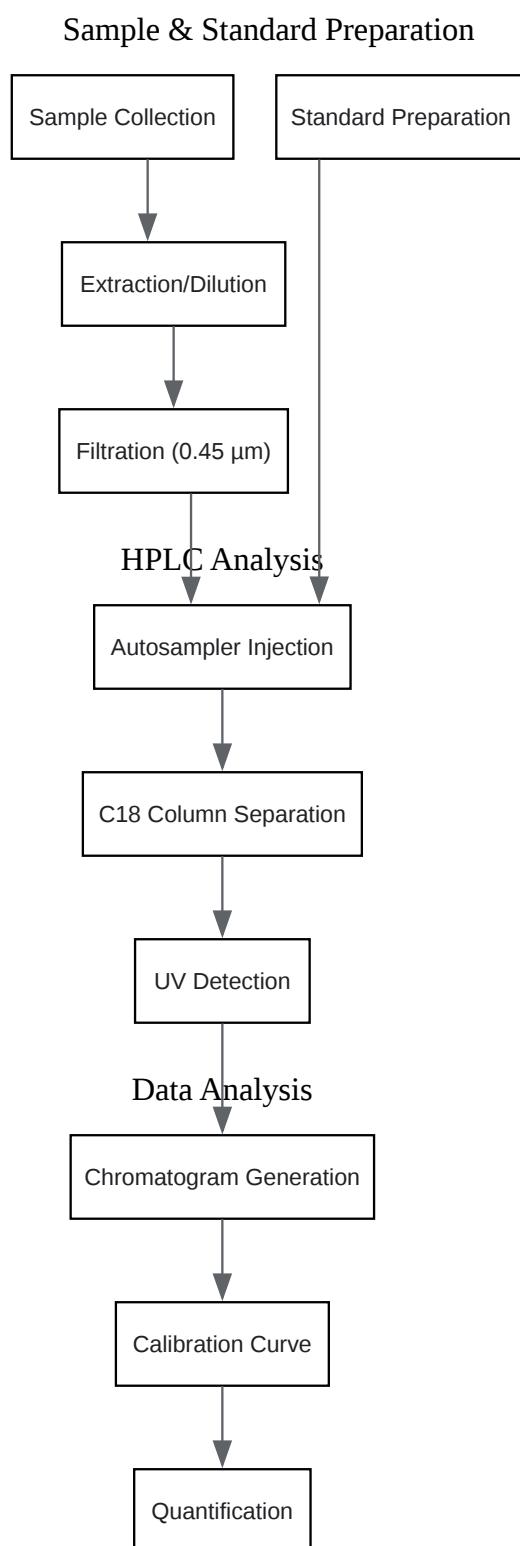 Sample & Standard Preparation
Sample Collection
Standard Preparation
Extraction/Dilution
Filtration (0.45 µm)
HPLC Analysis
Autosampler Injection
C18 Column Separation
UV Detection
Data Analysis
Chromatogram Generation
Calibration Curve
Quantification